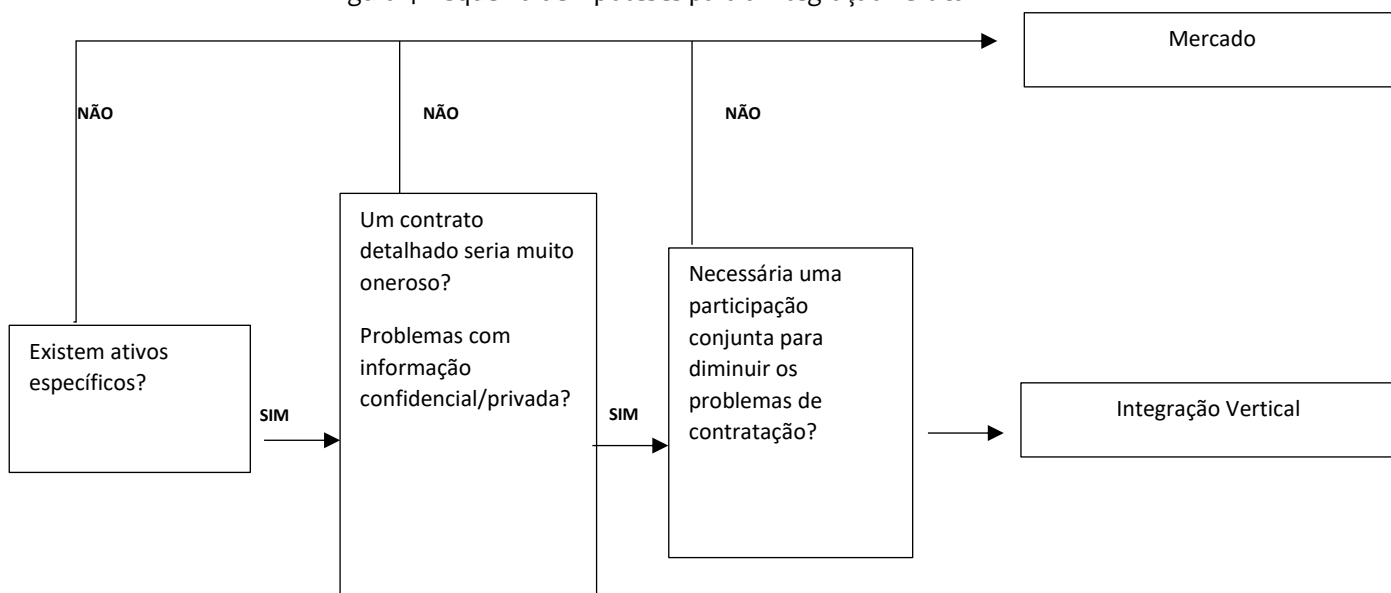 Mercado
NÃO
NÃO
NÃO
Um contrato
detalhado seria muito
oneroso?
Problemas com
informação
confidencial/privada?
Necessária uma
participação
conjunta para
diminuir os
problemas de
contratação?
Existem ativos
específicos?
SIM
SIM
Integração Vertical